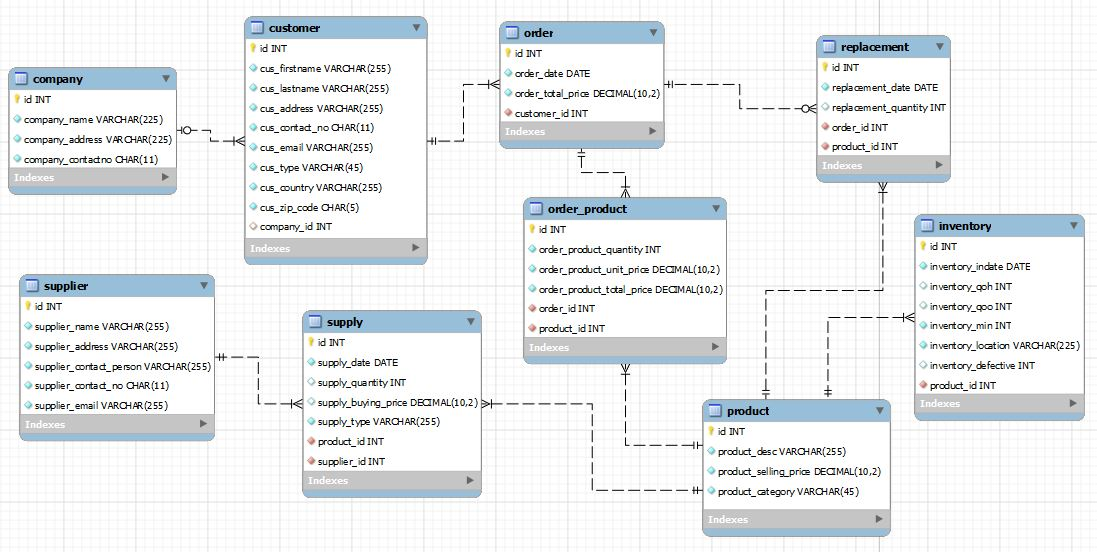 customer
id INT
cus_firstname VARCHAR(255)
cus_lastname VARCHAR(255)
cus_address VARCHAR(255)
cus_contact_no CHAR(11)
cus_email VARCHAR(255)
cus_type VARCHAR(45)
cus_country VARCHAR(255)
cus_zip_code CHAR(5)
company_id INT
Indexes
order
id INT
order_date DATE
order_total_price DECIMAL(10,2)
customer_id INT
Indexes
replacement
id INT
replacement_date DATE
replacement_quantity INT
order_id INT
product_id INT
Indexes
company
id INT
company_name VARCHAR(225)
company_address VARCHAR(225)
company_contactno CHAR(11)
Indexes
order_product
id INT
order_product_quantity INT
order_product_unit_price DECIMAL(10,2)
order_product_total_price DECIMAL(10,2)
order_id INT
product_id INT
Indexes
inventory
id INT
inventory_indate DATE
inventory_qoh INT
inventory_qoo INT
inventory_min INT
inventory_location VARCHAR(225)
inventory_defective INT
product_id INT
Indexes
supplier
id INT
supplier_name VARCHAR(255)
supplier_address VARCHAR(255)
supplier_contact_person VARCHAR(255)
supplier_contact_no CHAR(11)
supplier_email VARCHAR(255)
Indexes
supply
id INT
supply_date DATE
supply_quantity INT
supply_buying_price DECIMAL(10,2)
supply_type VARCHAR(255)
product_id INT
supplier_id INT
Indexes
product
id INT
product_desc VARCHAR(255)
product_selling_price DECIMAL(10,2)
product_category VARCHAR(45)
Indexes